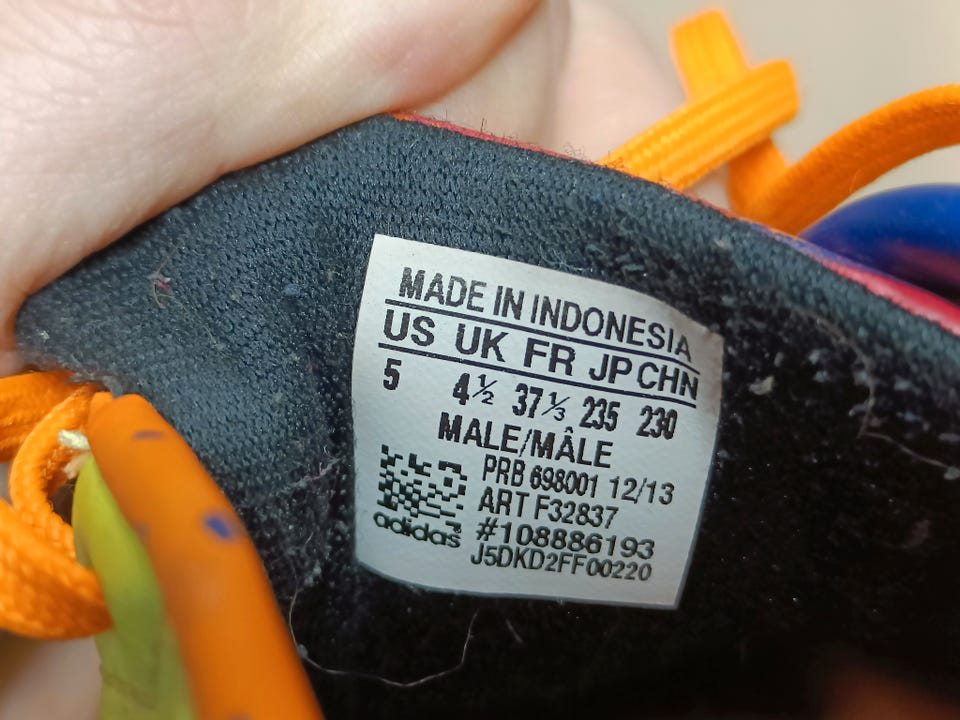 MADE IN INDONESIA
US UK FR JP CHN
5 4½ 37⅓ 235 230
MALE/MÂLE
PRB 698001 12/13
ART F32837
#108886193
adidas
J5DKD2FF00220